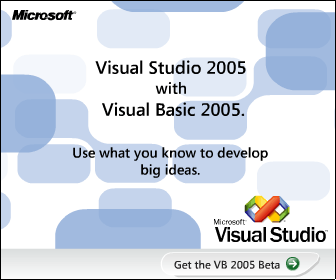 Microsoft
Visual Studio 2005
with
Visual Basic 2005.
Use what you know to develop
big ideas.
Microsoft
Visual Studio
Get the VB 2005 Beta